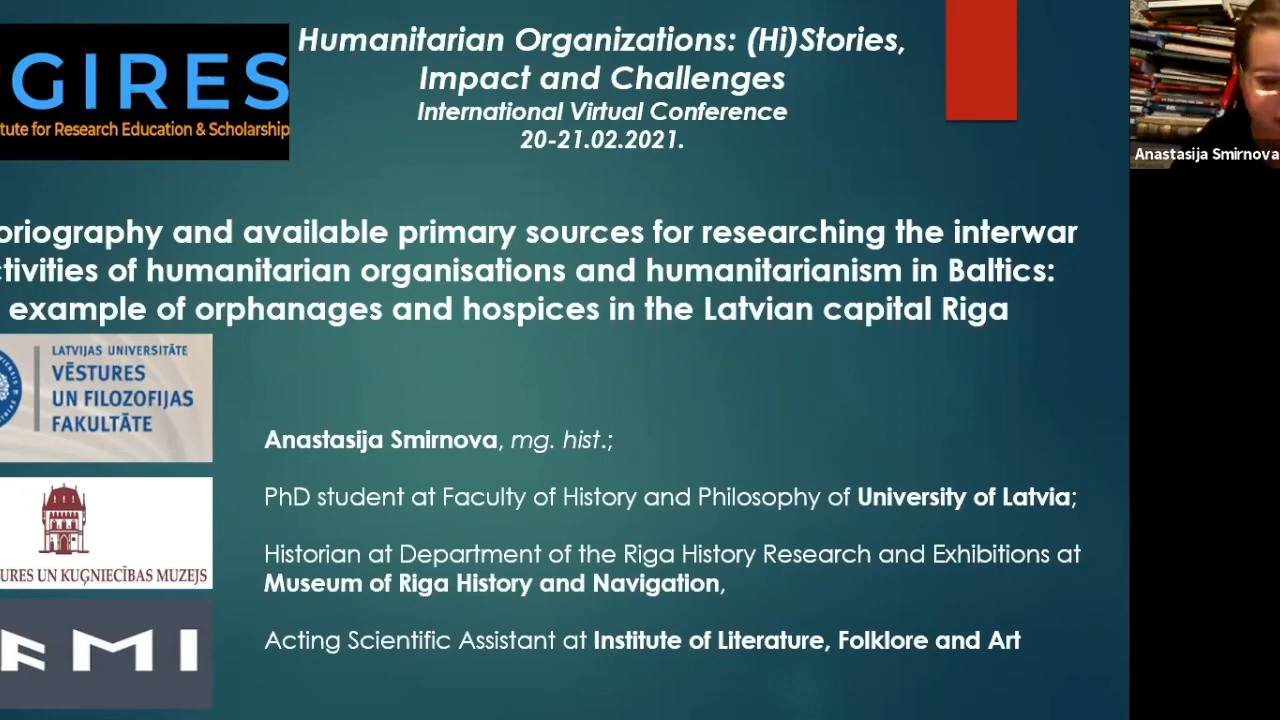 GIRES
tute for Research Education & Scholarship
Humanitarian Organizations: (Hi)Stories,
Impact and Challenges
International Virtual Conference
20-21.02.2021.
Anastasija Smirnova
oriography and available primary sources for researching the interwar
ctivities of humanitarian organisations and humanitarianism in Baltics:
example of orphanages and hospices in the Latvian capital Riga
LATVIJAS UNIVERSITĀTE
VĒSTURES
UN FILOZOFIJAS
FAKULTĀTE
URES UN KUĢNIECĪBAS MUZEJS
Anastasija Smirnova, mg. hist.;
PhD student at Faculty of History and Philosophy of University of Latvia;
Historian at Department of the Riga History Research and Exhibitions at
Museum of Riga History and Navigation,
Acting Scientific Assistant at Institute of Literature, Folklore and Art